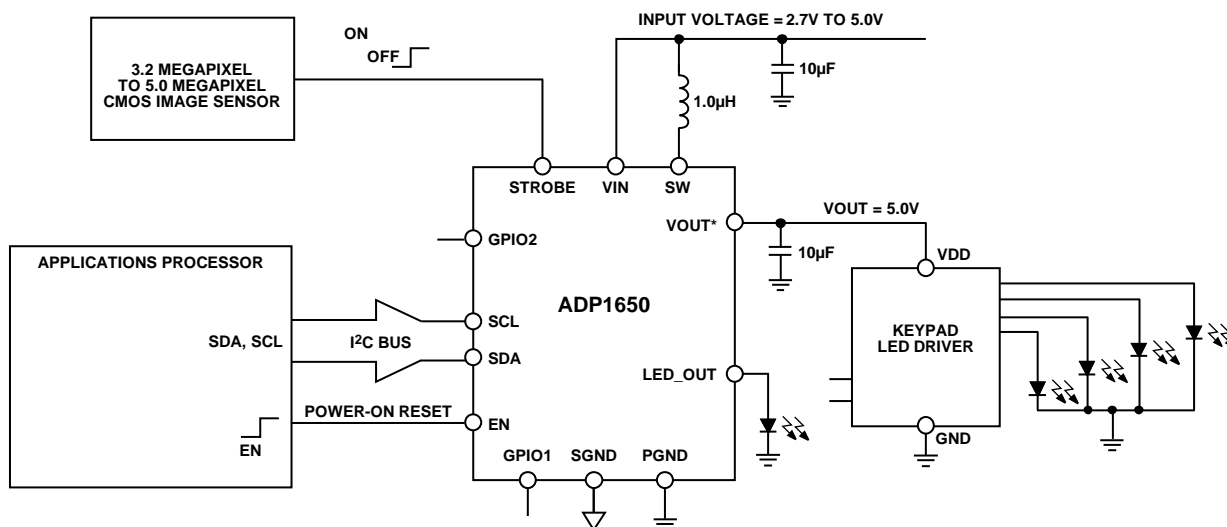 INPUT VOLTAGE = 2.7V TO 5.0V
ON
OFF
3.2 MEGAPIXEL
TO 5.0 MEGAPIXEL
CMOS IMAGE SENSOR
10µF
1.0µH
STROBE
VIN
SW
VOUT*
VOUT = 5.0V
GPIO2
10µF
VDD
APPLICATIONS PROCESSOR
ADP1650
SCL
KEYPAD
LED DRIVER
SDA, SCL
I2C BUS
SDA
LED_OUT
POWER-ON RESET
EN
EN
GND
GPIO1
SGND
PGND